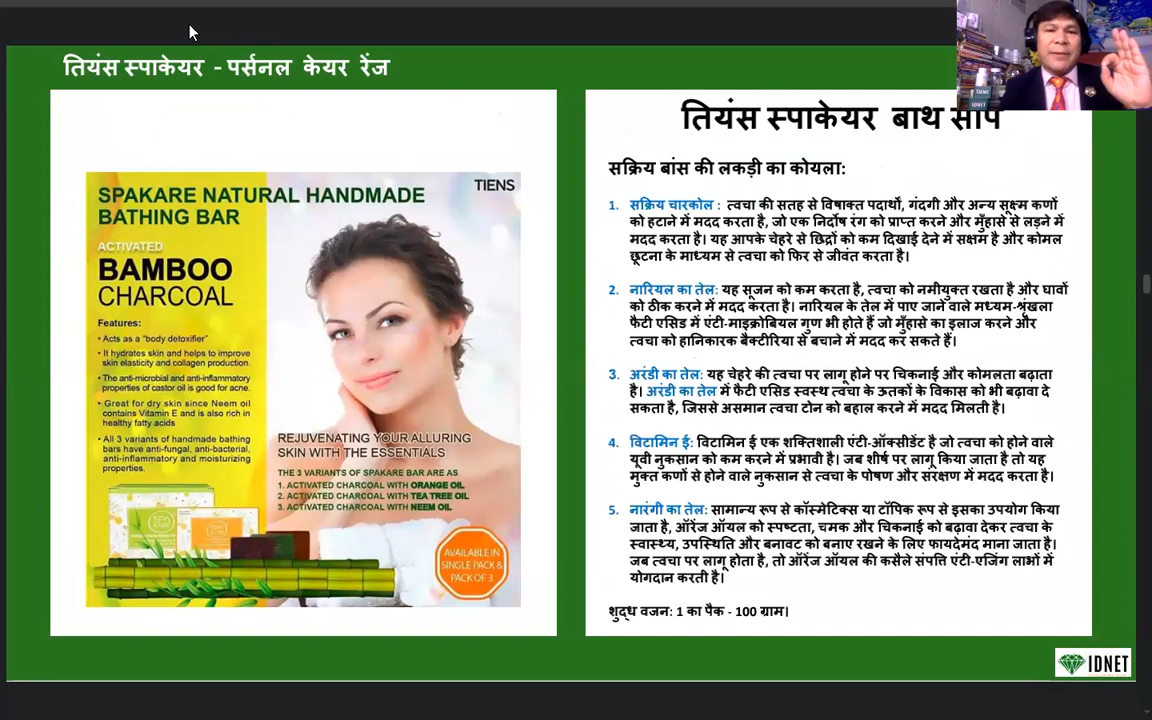 तियंस स्पाकेयर - पर्सनल केयर रेंज
SPAKARE NATURAL HANDMADE
BATHING BAR
TIENS
ACTIVATED
BAMBOO
CHARCOAL
Features:
• Acts as a "body detoxifier"
• It hydrates skin and helps to improve
skin elasticity and collagen production.
• The anti-microbial and anti-inflammatory
properties of castor oil is good for acne.
• Great for dry skin since Neem oil
contains Vitamin E and is also rich in
healthy fatty acids
• All 3 variants of handmade bathing
bars have anti-fungal, anti-bacterial,
anti-inflammatory and moisturizing
properties.
REJUVENATING YOUR ALLURING
SKIN WITH THE ESSENTIALS
THE 3 VARIANTS OF SPAKARE BAR ARE AS
1. ACTIVATED CHARCOAL WITH ORANGE OIL
2. ACTIVATED CHARCOAL WITH TEA TREE OIL
3. ACTIVATED CHARCOAL WITH NEEM OIL
AVAILABLE IN
SINGLE PACK &
PACK OF 3
तियंस स्पाकेयर बाथ सोप
सक्रिय बांस की लकड़ी का कोयला:
1. सक्रिय चारकोल : त्वचा की सतह से विषाक्त पदार्थों, गंदगी और अन्य सूक्ष्म कणों
को हटाने में मदद करता है, जो एक निर्दोष रंग को प्राप्त करने और मुँहासे से लड़ने में
मदद करता है। यह आपके चेहरे से छिद्रों को कम दिखाई देने में सक्षम है और कोमल
छूटना के माध्यम से त्वचा को फिर से जीवंत करता है।
2. नारियल का तेल: यह सूजन को कम करता है, त्वचा को नमीयुक्त रखता है और घावों
को ठीक करने में मदद करता है। नारियल के तेल में पाए जाने वाले मध्यम-श्रृंखला
फैटी एसिड में एंटी-माइक्रोबियल गुण भी होते हैं जो मुँहासे का इलाज करने और
त्वचा को हानिकारक बैक्टीरिया से बचाने में मदद कर सकते हैं।
3. अरंडी का तेल: यह चेहरे की त्वचा पर लागू होने पर चिकनाई और कोमलता बढ़ाता
है। अरंडी का तेल में फैटी एसिड स्वस्थ त्वचा के ऊतकों के विकास को भी बढ़ावा दे
सकता है, जिससे असमान त्वचा टोन को बहाल करने में मदद मिलती है।
4. विटामिन ई: विटामिन ई एक शक्तिशाली एंटी-ऑक्सीडेंट है जो त्वचा को होने वाले
यूवी नुकसान को कम करने में प्रभावी है। जब शीर्ष पर लागू किया जाता है तो यह
मुक्त कणों से होने वाले नुकसान से त्वचा के पोषण और संरक्षण में मदद करता है।
5. नारंगी का तेल: सामान्य रूप से कॉस्मेटिक्स या टॉपिक रूप से इसका उपयोग किया
जाता है, ऑरेंज ऑयल को स्पष्टता, चमक और चिकनाई को बढ़ावा देकर त्वचा के
स्वास्थ्य, उपस्थिति और बनावट को बनाए रखने के लिए फायदेमंद माना जाता है।
जब त्वचा पर लागू होता है, तो ऑरेंज ऑयल की कसैले संपत्ति एंटी-एजिंग लाभों में
योगदान करती है।
शुद्ध वजन: 1 का पैक - 100 ग्राम।
TIENS
IDNET
IDNET